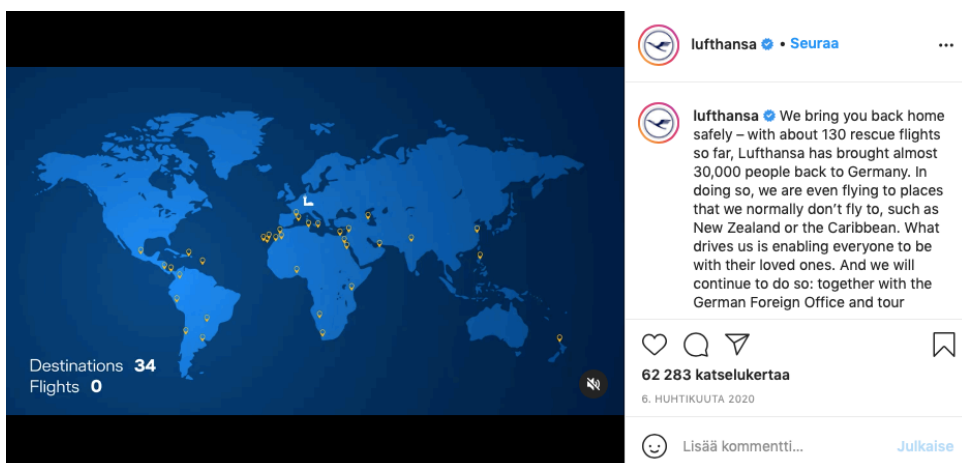 Destinations 34
Flights 0
lufthansa • Seuraa
lufthansa We bring you back home
safely – with about 130 rescue flights
so far, Lufthansa has brought almost
30,000 people back to Germany. In
doing so, we are even flying to places
that we normally don’t fly to, such as
New Zealand or the Caribbean. What
drives us is enabling everyone to be
with their loved ones. And we will
continue to do so: together with the
German Foreign Office and tour
62 283 katselukertaa
6. HUHTIKUUTA 2020
Lisää kommentti... Julkaise